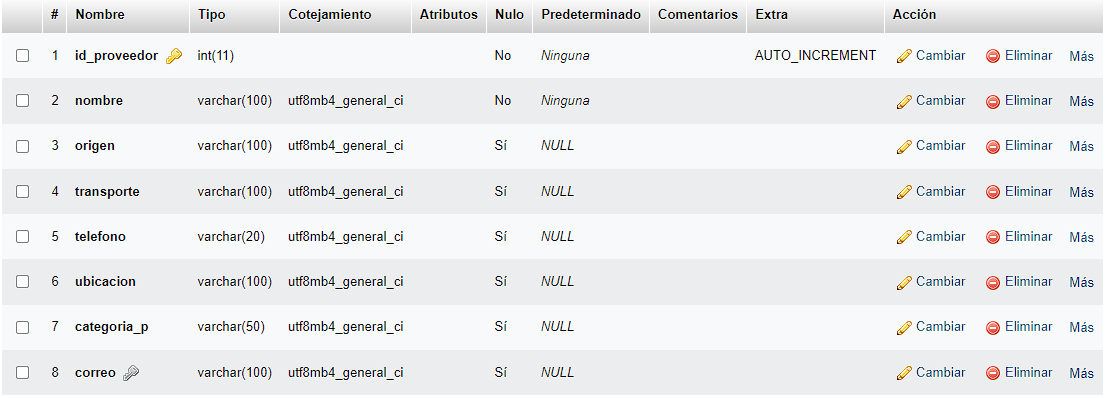 # Nombre Tipo Cotejamiento Atributos Nulo Predeterminado Comentarios Extra Acción
1 id_proveedor int(11) No Ninguna AUTO_INCREMENT Cambiar Eliminar Más
2 nombre varchar(100) utf8mb4_general_ci No Ninguna Cambiar Eliminar Más
3 origen varchar(100) utf8mb4_general_ci Sí NULL Cambiar Eliminar Más
4 transporte varchar(100) utf8mb4_general_ci Sí NULL Cambiar Eliminar Más
5 telefono varchar(20) utf8mb4_general_ci Sí NULL Cambiar Eliminar Más
6 ubicacion varchar(100) utf8mb4_general_ci Sí NULL Cambiar Eliminar Más
7 categoria_p varchar(50) utf8mb4_general_ci Sí NULL Cambiar Eliminar Más
8 correo varchar(100) utf8mb4_general_ci Sí NULL Cambiar Eliminar Más